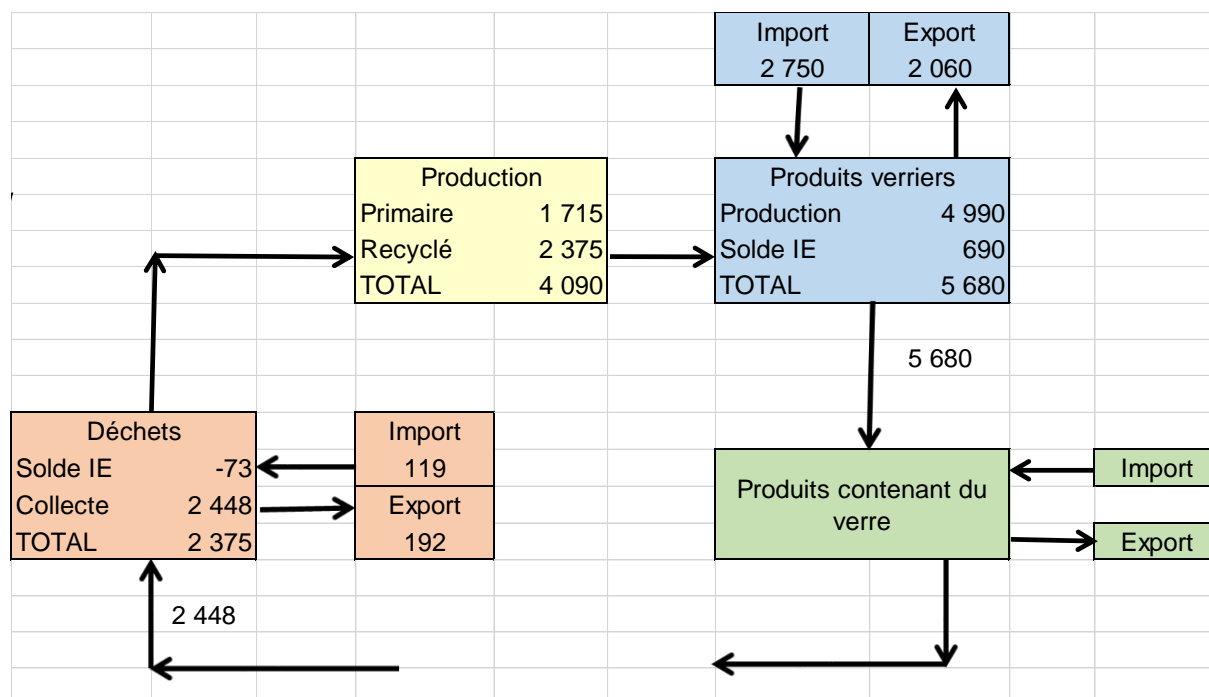 Import Export
2 750 2 060
Production
Primaire 1 715
Recyclé 2 375
TOTAL 4 090
Produits verriers
Production 4 990
Solde IE 690
TOTAL 5 680
5 680
Déchets
Solde IE -73
Collecte 2 448
TOTAL 2 375
Import
119
Export
192
Produits contenant du
verre
Import
Export
2 448